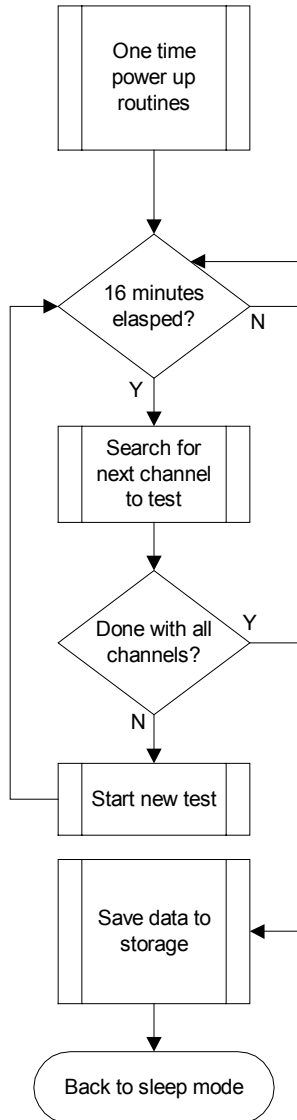 One time
power up
routines
16 minutes
elasped?
N
Y
Search for
next channel
to test
Done with all
channels?
Y
N
Start new test
Save data to
storage
Back to sleep mode